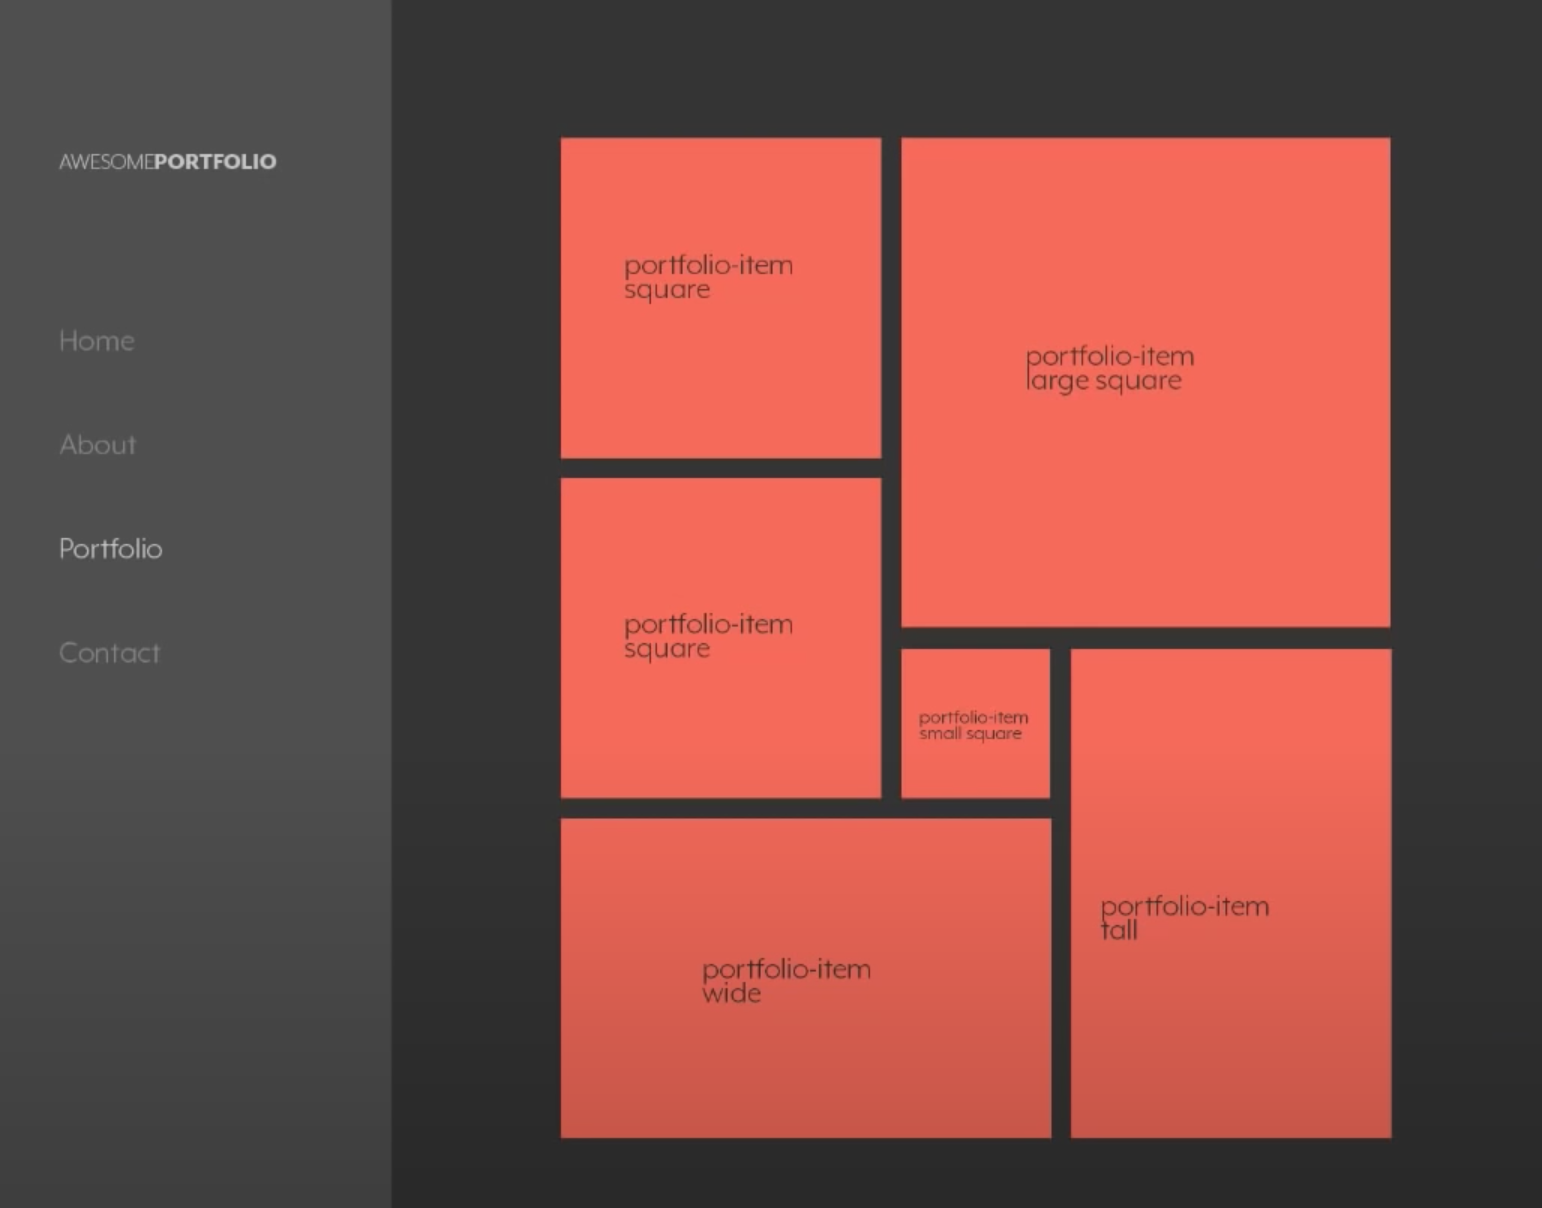 AWESOMEPORTFOLIO
Home
About
Portfolio
Contact
portfolio-item
square
portfolio-item
large square
portfolio-item
square
portfolio-item
small square
portfolio-item
tall
portfolio-item
wide